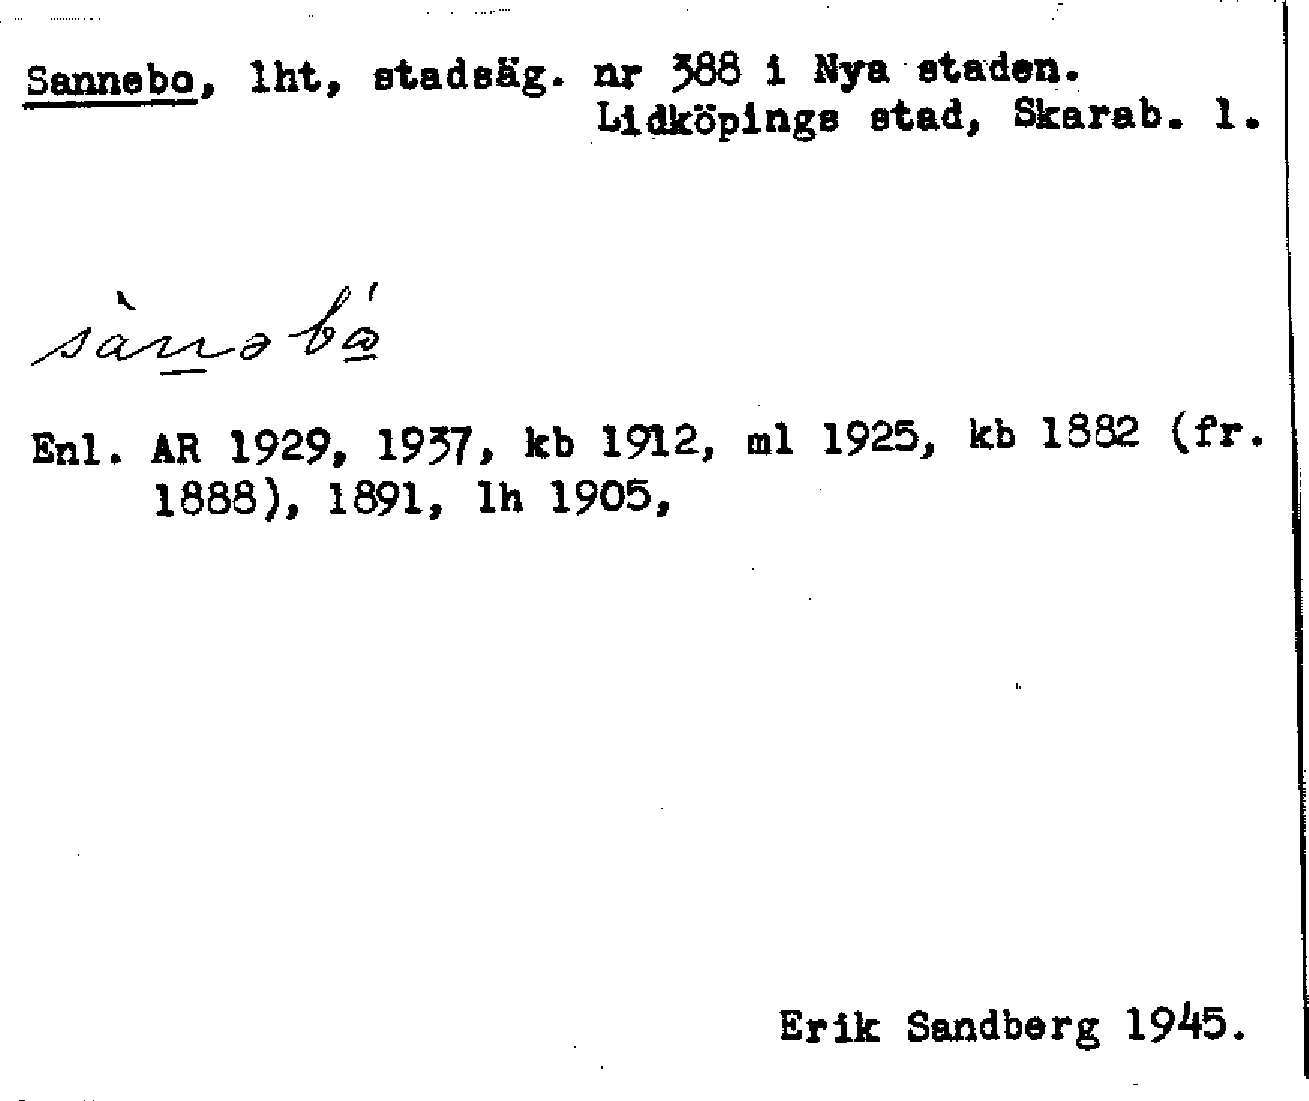 Sannebo, lht, stadsäg. nr 388 i Nya staden.
Lidköpings stad, Skarab. l.
sànəbω
Enl. AR 1929, 1937, kb 1912, ml 1925, kb 1882 (fr.
1888), 1891, lh 1905,
Erik Sandberg 1945.